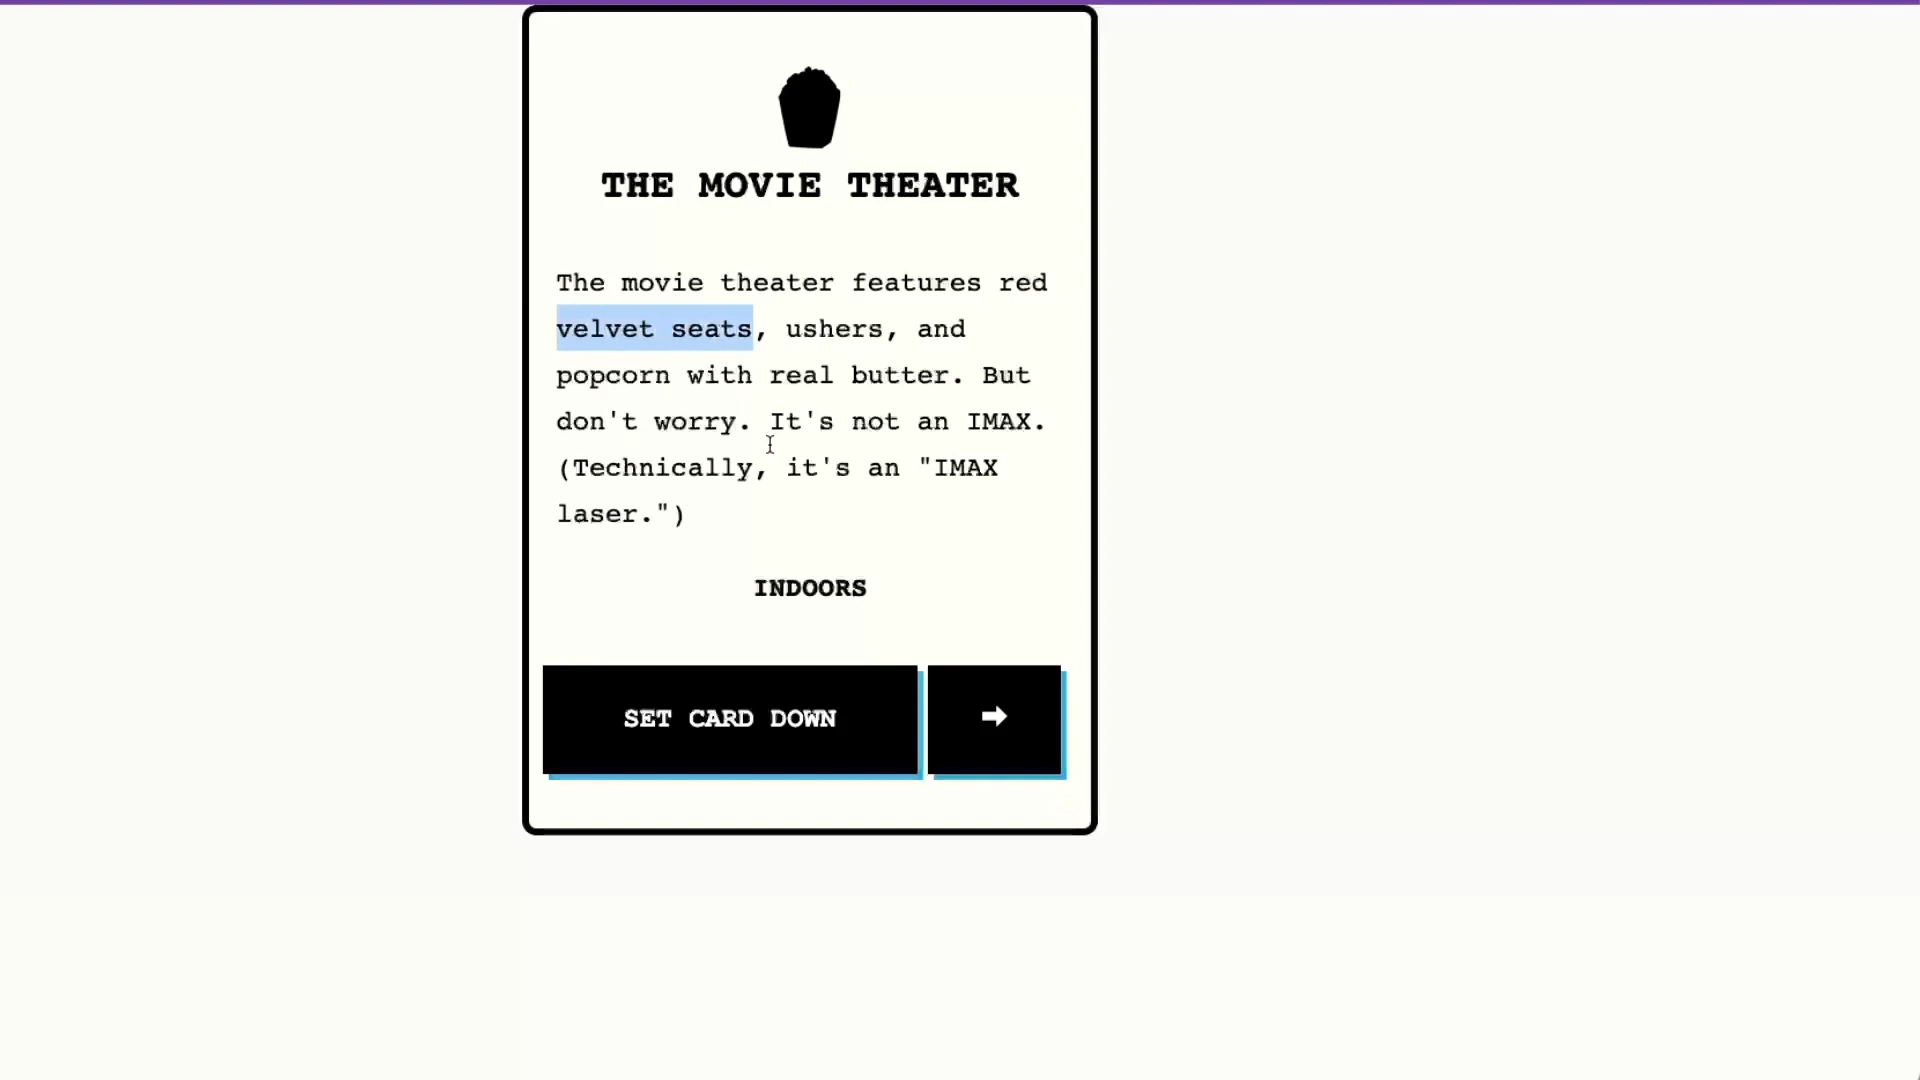 THE MOVIE THEATER
The movie theater features red
velvet seats, ushers, and
popcorn with real butter. But
don't worry. It's not an IMAX.
(Technically, it's an "IMAX
laser.")
INDOORS
SET CARD DOWN